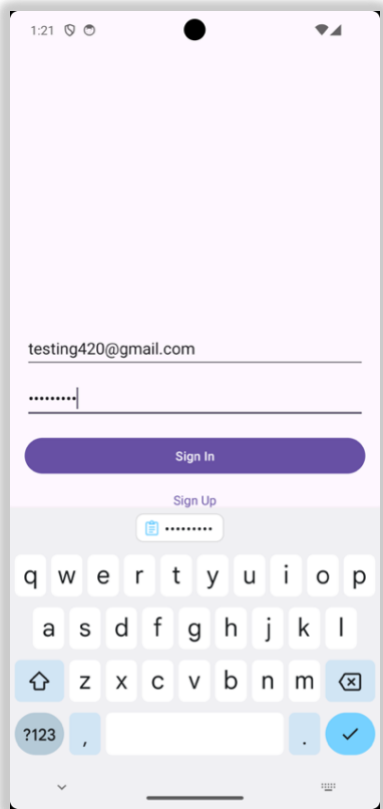 1:21
testing420@gmail.com
•••••••••
Sign In
Sign Up
•••••••••
q w e r t y u i o p
a s d f g h j k l
z x c v b n m
?123 , .